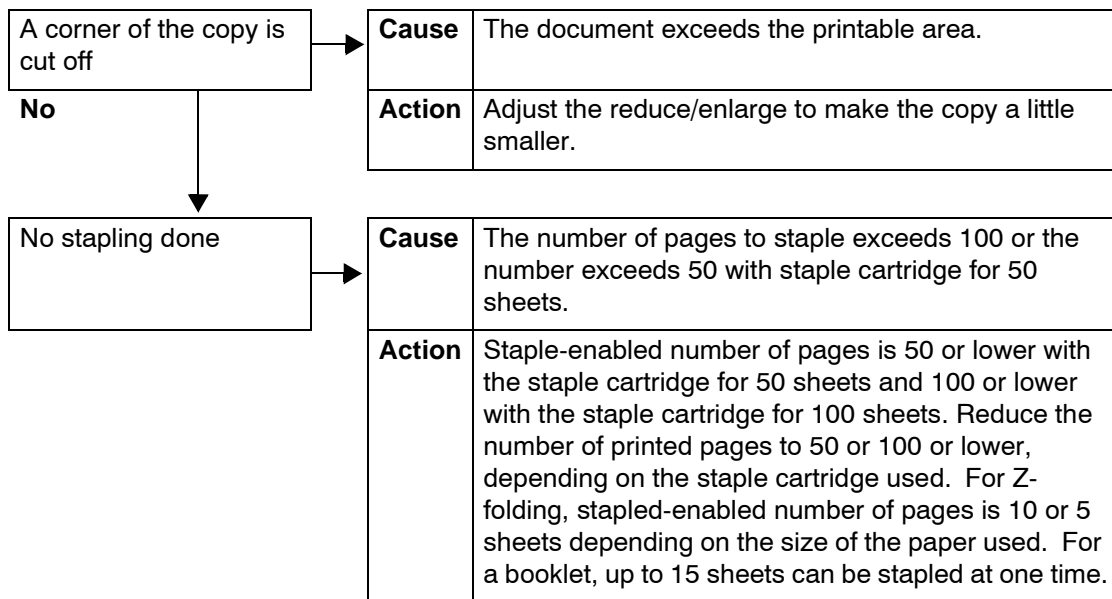 A corner of the copy is
cut off
Cause
The document exceeds the printable area.
No
Action
Adjust the reduce/enlarge to make the copy a little
smaller.
No stapling done
Cause
The number of pages to staple exceeds 100 or the
number exceeds 50 with staple cartridge for 50
sheets.
Action
Staple-enabled number of pages is 50 or lower with
the staple cartridge for 50 sheets and 100 or lower
with the staple cartridge for 100 sheets. Reduce the
number of printed pages to 50 or 100 or lower,
depending on the staple cartridge used.  For Z-
folding, stapled-enabled number of pages is 10 or 5
sheets depending on the size of the paper used.  For
a booklet, up to 15 sheets can be stapled at one time.